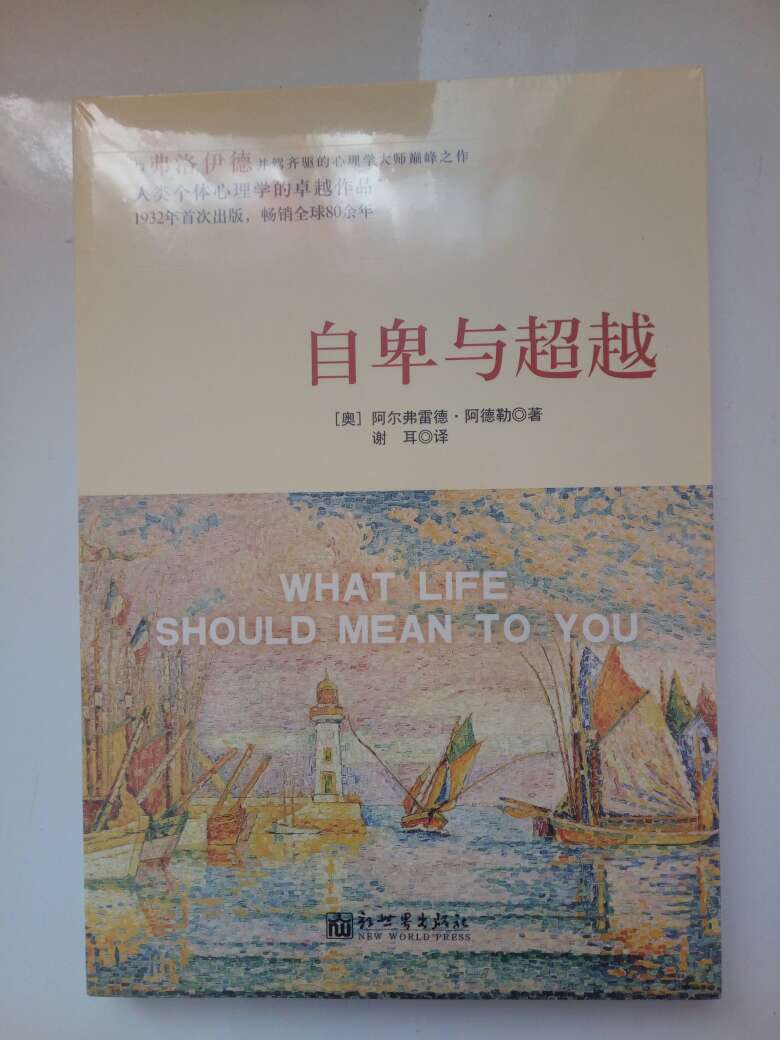 与弗洛伊德并驾齐驱的心理学大师巅峰之作
人类个体心理学的卓越作品
1932年首次出版，畅销全球80余年
自卑与超越
［奥］阿尔弗雷德·阿德勒◎著
谢 耳◎译
WHAT LIFE
SHOULD MEAN TO YOU
新世界出版社
NEW WORLD PRESS